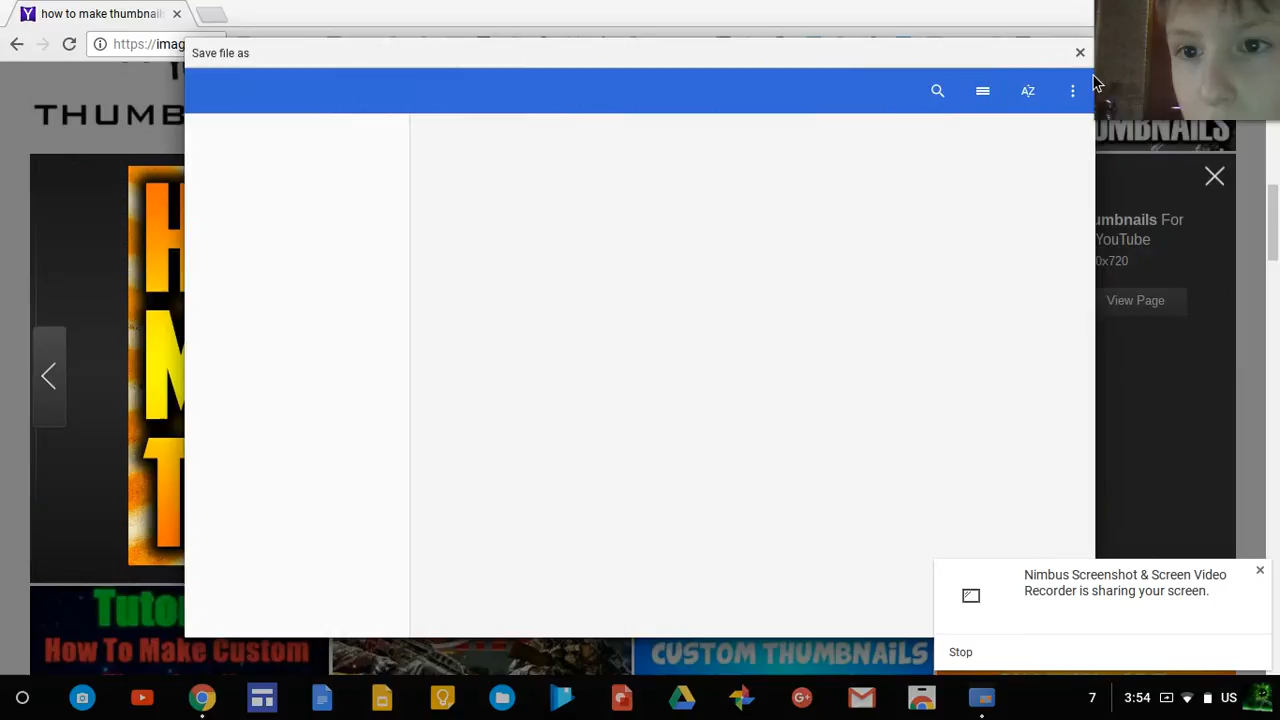 how to make thumbnail
https://imag
Save file as
THUMB
UMBNAILS
umbnails For
YouTube
0x720
View Page
H
M
T
Tuto
How To Make Custom
CUSTOM THUMBNAILS
Nimbus Screenshot & Screen Video
Recorder is sharing your screen.
Stop
7
3:54
US